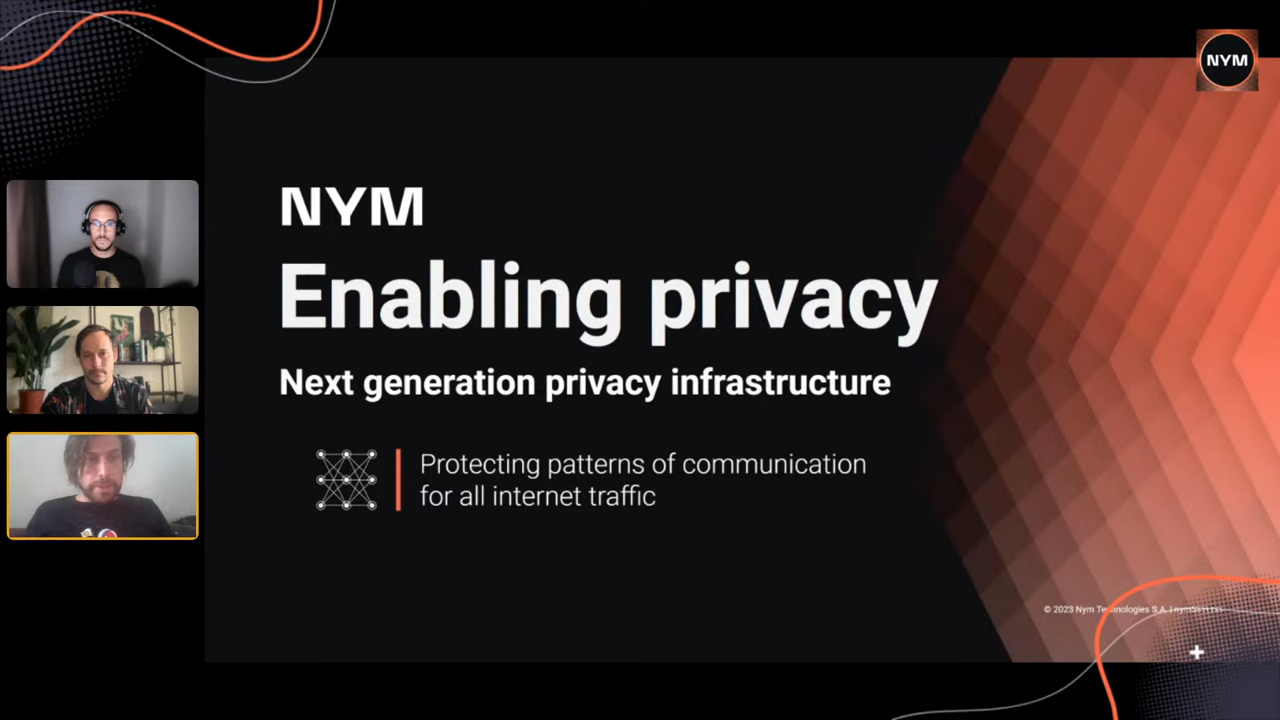 NYM
NYM
Enabling privacy
Next generation privacy infrastructure
Protecting patterns of communication
for all internet traffic
© 2023 Nym Technologies S.A. |